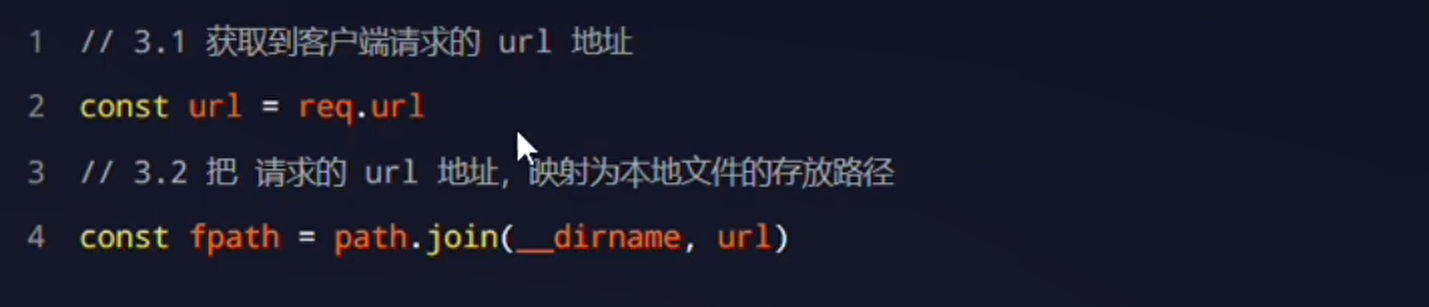 1 // 3.1 获取到客户端请求的 url 地址
2 const url = req.url
3 // 3.2 把 请求的 url 地址，映射为本地文件的存放路径
4 const fpath = path.join(__dirname, url)